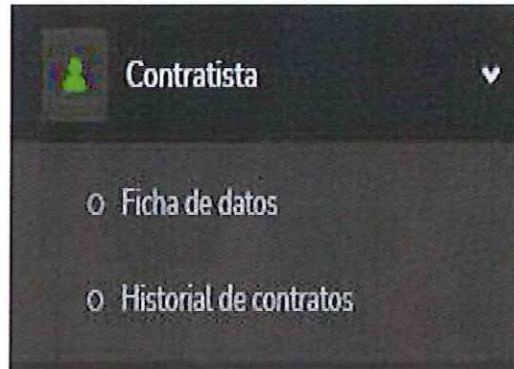 Contratista
Ficha de datos
Historial de contratos